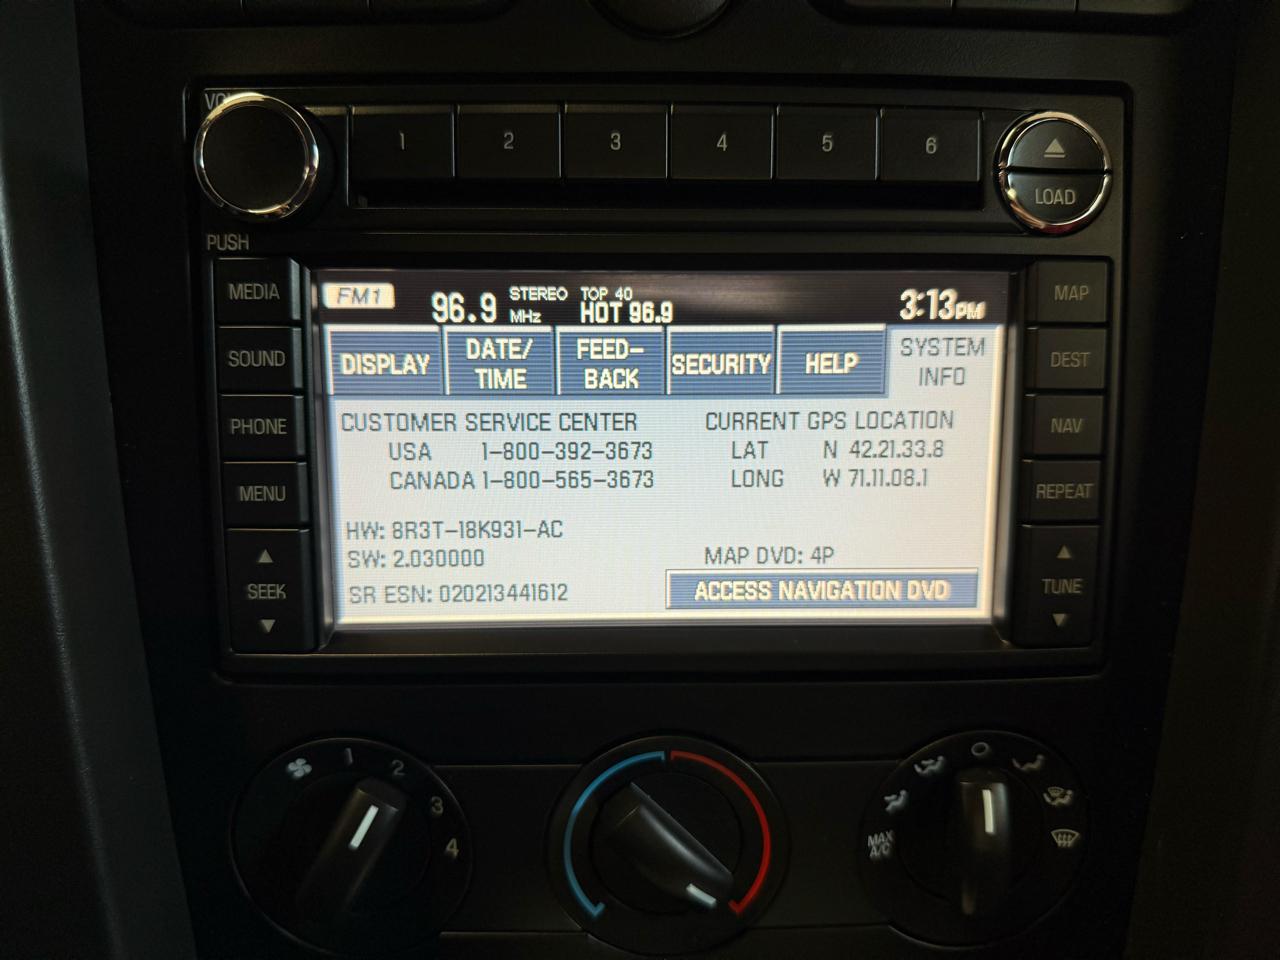 VOL
1 2 3 4 5 6
LOAD
PUSH
MEDIA
SOUND
PHONE
MENU
SEEK
FM1 96.9 MHz STEREO TOP 40 HOT 96.9 3:13PM
DISPLAY DATE/ TIME FEED- BACK SECURITY HELP SYSTEM INFO
CUSTOMER SERVICE CENTER
USA 1-800-392-3673
CANADA 1-800-565-3673
CURRENT GPS LOCATION
LAT N 42.21.33.8
LONG W 71.11.08.1
HW: 8R3T-18K931-AC
SW: 2.030000
MAP DVD: 4P
SR ESN: 020213441612
ACCESS NAVIGATION DVD
MAP
DEST
NAV
REPEAT
TUNE
1 2 3 4
MAX
A/C